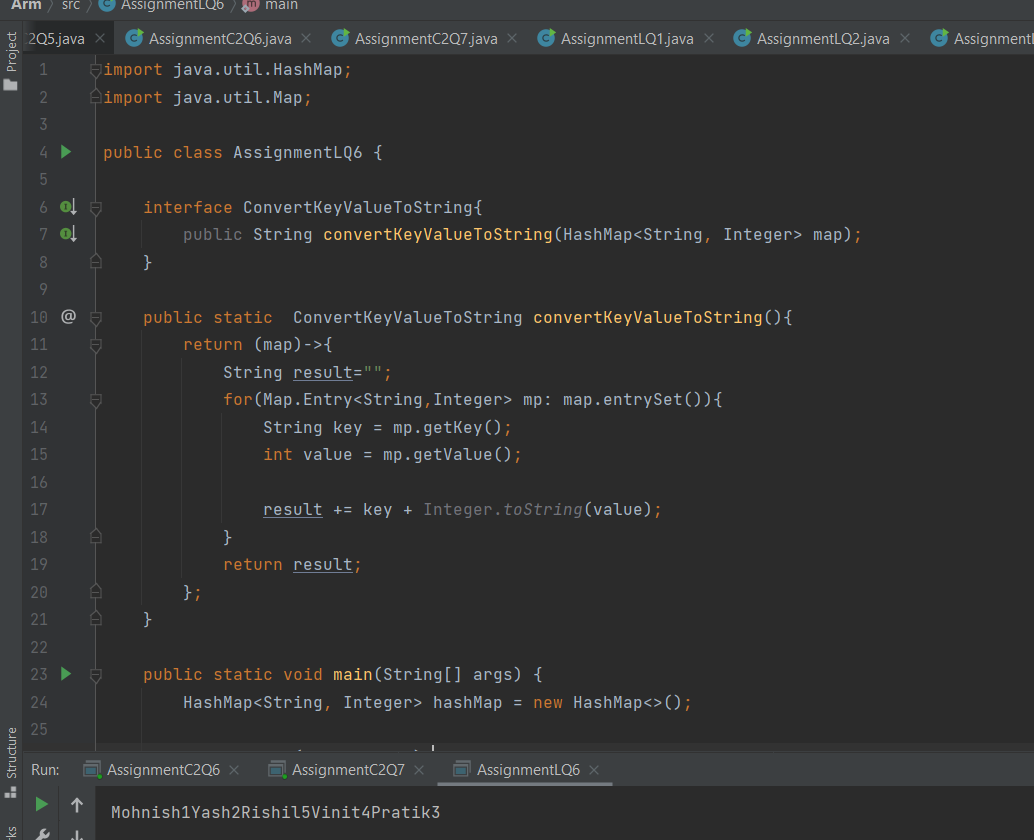 Arm src AssignmentLQ6 main
2Q5.java AssignmentC2Q6.java AssignmentC2Q7.java AssignmentLQ1.java AssignmentLQ2.java
Project
1 import java.util.HashMap;
2 import java.util.Map;
3
4 public class AssignmentLQ6 {
5
6 interface ConvertKeyValueToString{
7 public String convertKeyValueToString(HashMap<String, Integer> map);
8 }
9
10 @ public static  ConvertKeyValueToString convertKeyValueToString(){
11 return (map)->{
12 String result="";
13 for(Map.Entry<String,Integer> mp: map.entrySet()){
14 String key = mp.getKey();
15 int value = mp.getValue();
16
17 result += key + Integer.toString(value);
18 }
19 return result;
20 };
21 }
22
23 public static void main(String[] args) {
24 HashMap<String, Integer> hashMap = new HashMap<>();
25
Structure
Run: AssignmentC2Q6 AssignmentC2Q7 AssignmentLQ6
Mohnish1Yash2Rishil5Vinit4Pratik3